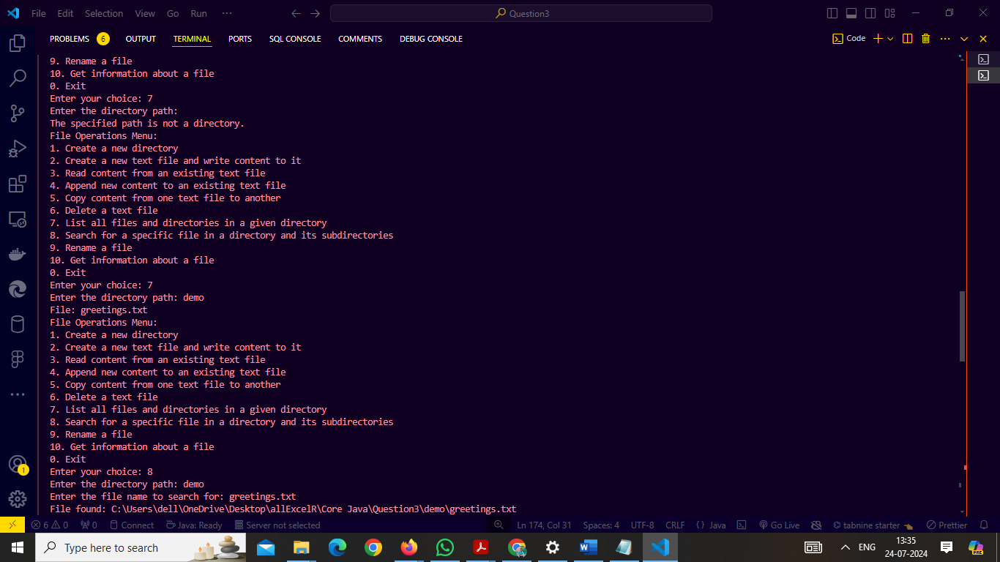 File Edit Selection View Go Run ··· Question3
PROBLEMS 6 OUTPUT TERMINAL PORTS SQL CONSOLE COMMENTS DEBUG CONSOLE Code
9. Rename a file
10. Get information about a file
0. Exit
Enter your choice: 7
Enter the directory path:
The specified path is not a directory.
File Operations Menu:
1. Create a new directory
2. Create a new text file and write content to it
3. Read content from an existing text file
4. Append new content to an existing text file
5. Copy content from one text file to another
6. Delete a text file
7. List all files and directories in a given directory
8. Search for a specific file in a directory and its subdirectories
9. Rename a file
10. Get information about a file
0. Exit
Enter your choice: 7
Enter the directory path: demo
File: greetings.txt
File Operations Menu:
1. Create a new directory
2. Create a new text file and write content to it
3. Read content from an existing text file
4. Append new content to an existing text file
5. Copy content from one text file to another
6. Delete a text file
7. List all files and directories in a given directory
8. Search for a specific file in a directory and its subdirectories
9. Rename a file
10. Get information about a file
0. Exit
Enter your choice: 8
Enter the directory path: demo
Enter the file name to search for: greetings.txt
File found: C:\Users\dell\OneDrive\Desktop\allExcelR\Core Java\Question3\demo\greetings.txt
1
6 0 0 Connect Java: Ready Server not selected Ln 174, Col 31 Spaces: 4 UTF-8 CRLF {} Java Go Live tabnine starter Prettier
Type here to search ENG 13:35
24-07-2024 PRE